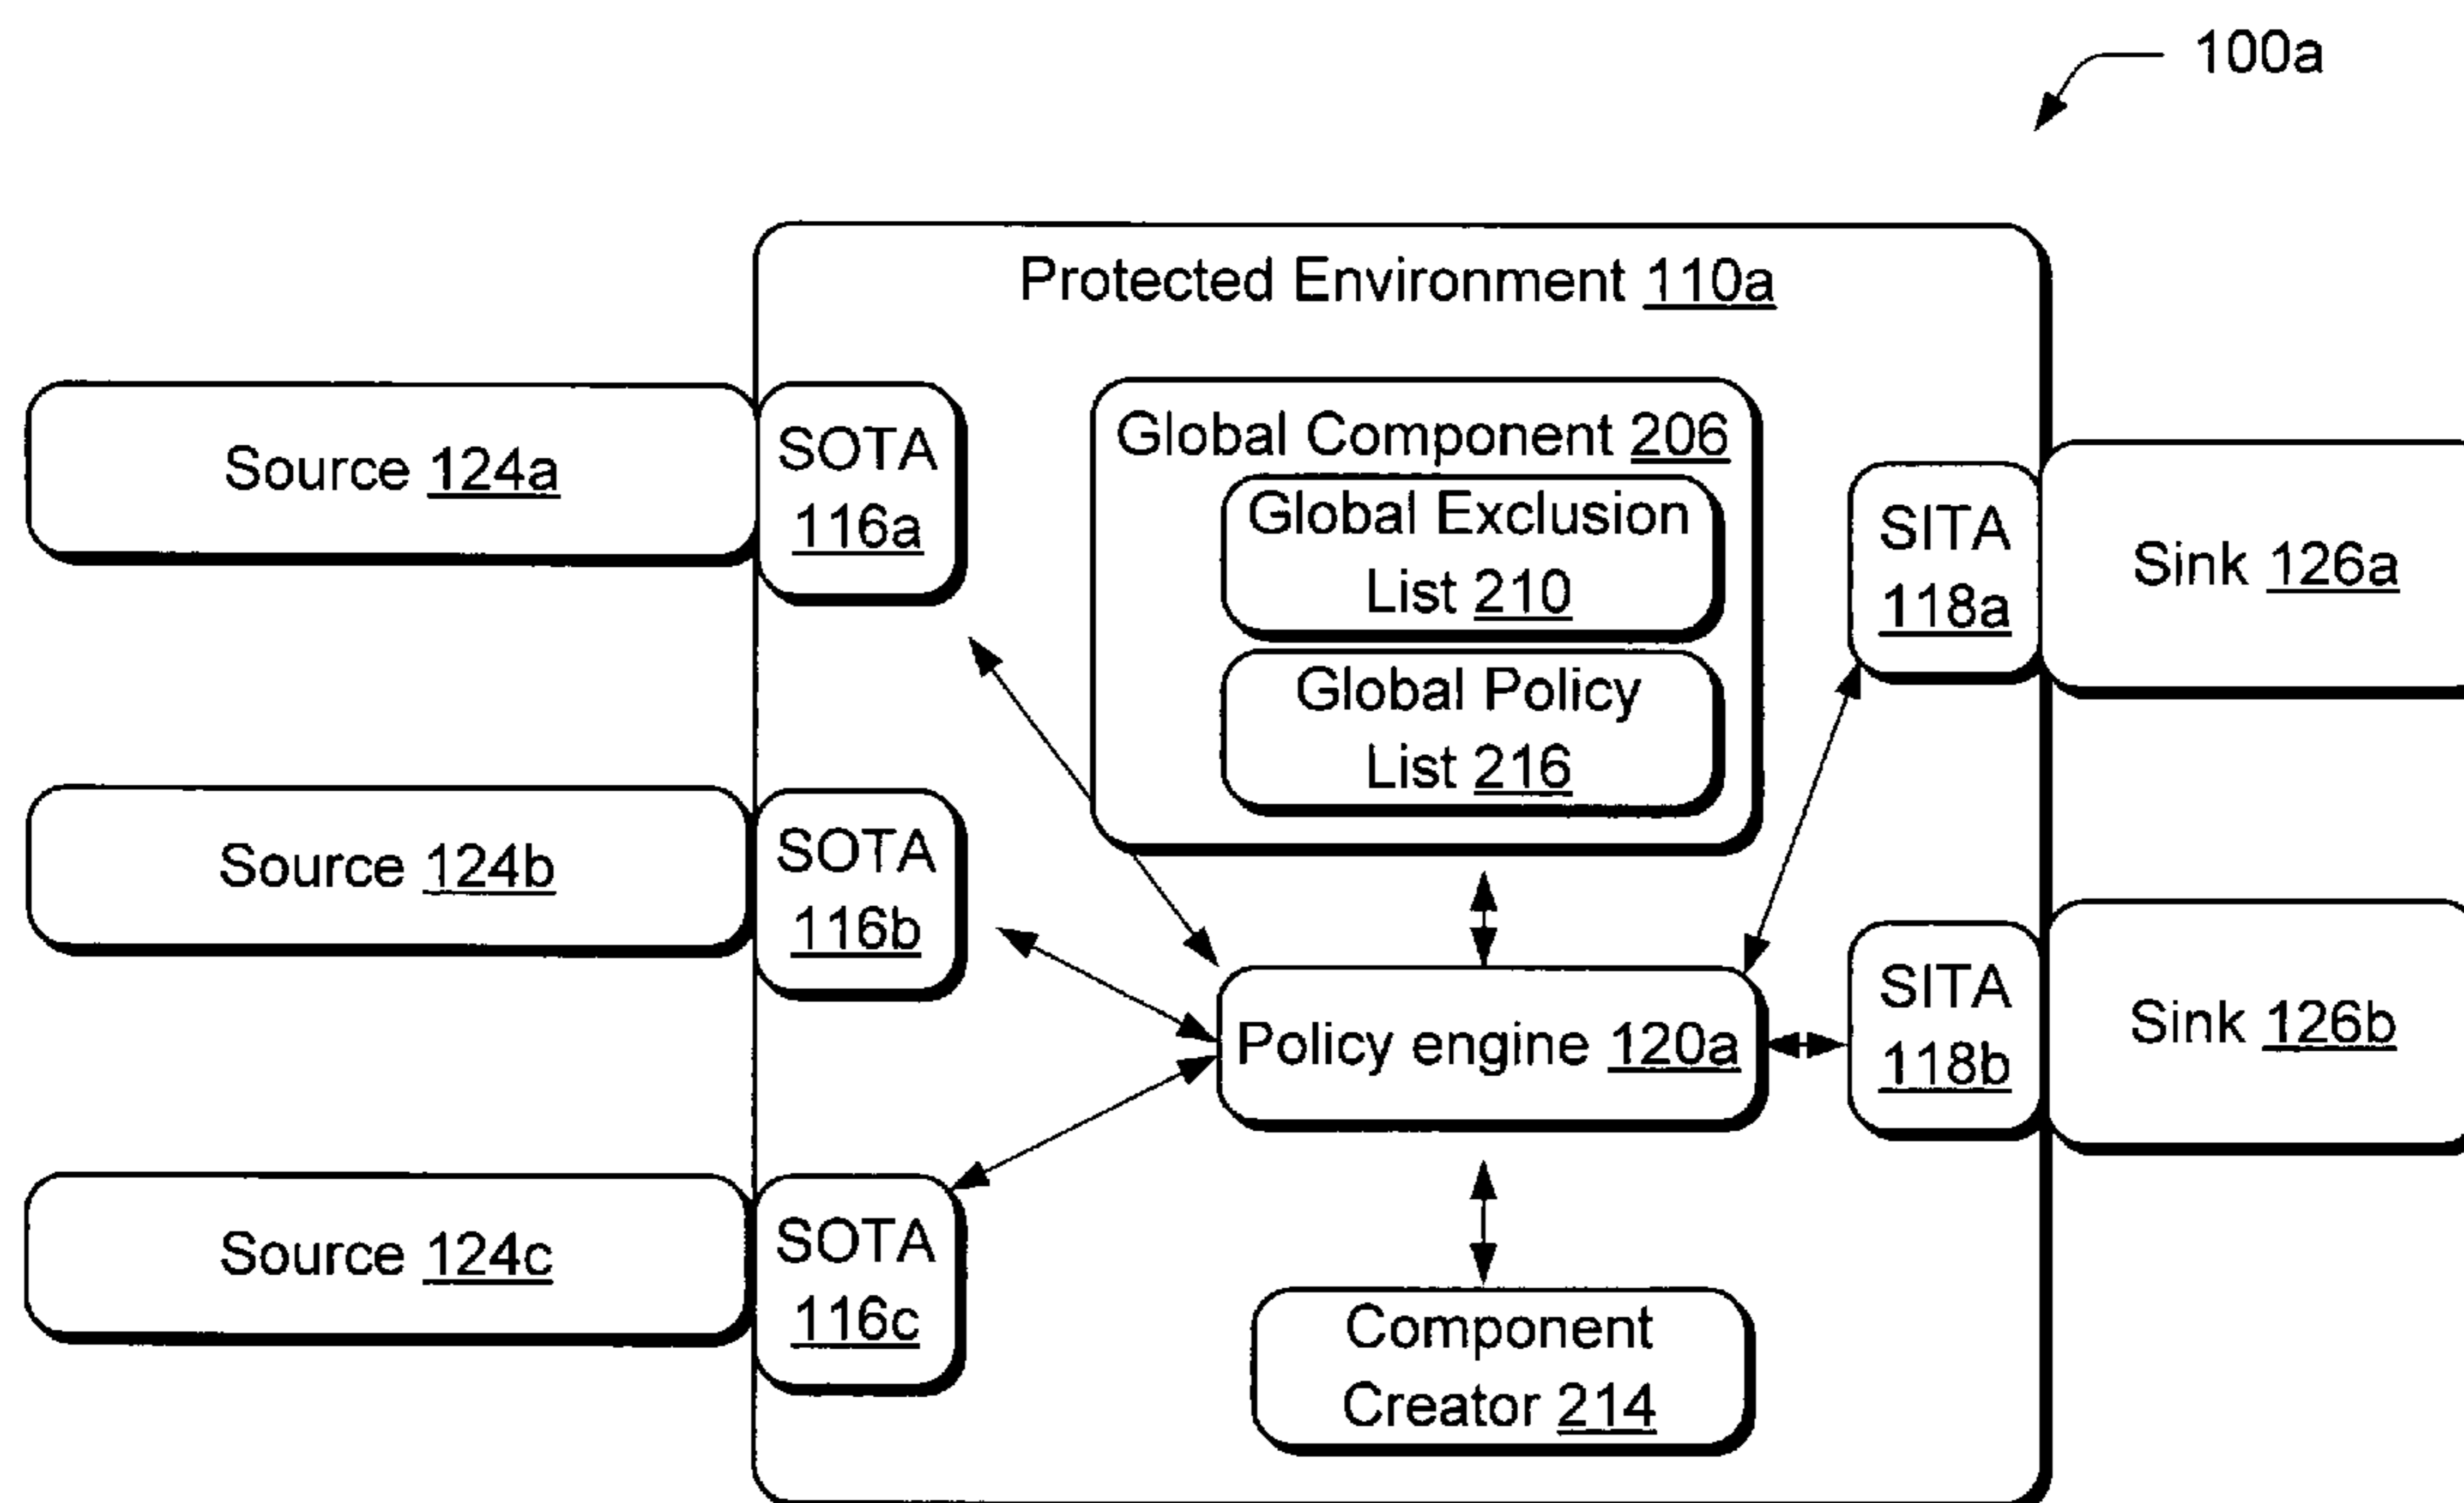 100a
Protected Environment 110a
Source 124a
SOTA
116a
Global Component 206
Global Exclusion
List 210
Global Policy
List 216
SITA
118a
Sink 126a
Source 124b
SOTA
116b
Policy engine 120a
SITA
118b
Sink 126b
Source 124c
SOTA
116c
Component
Creator 214